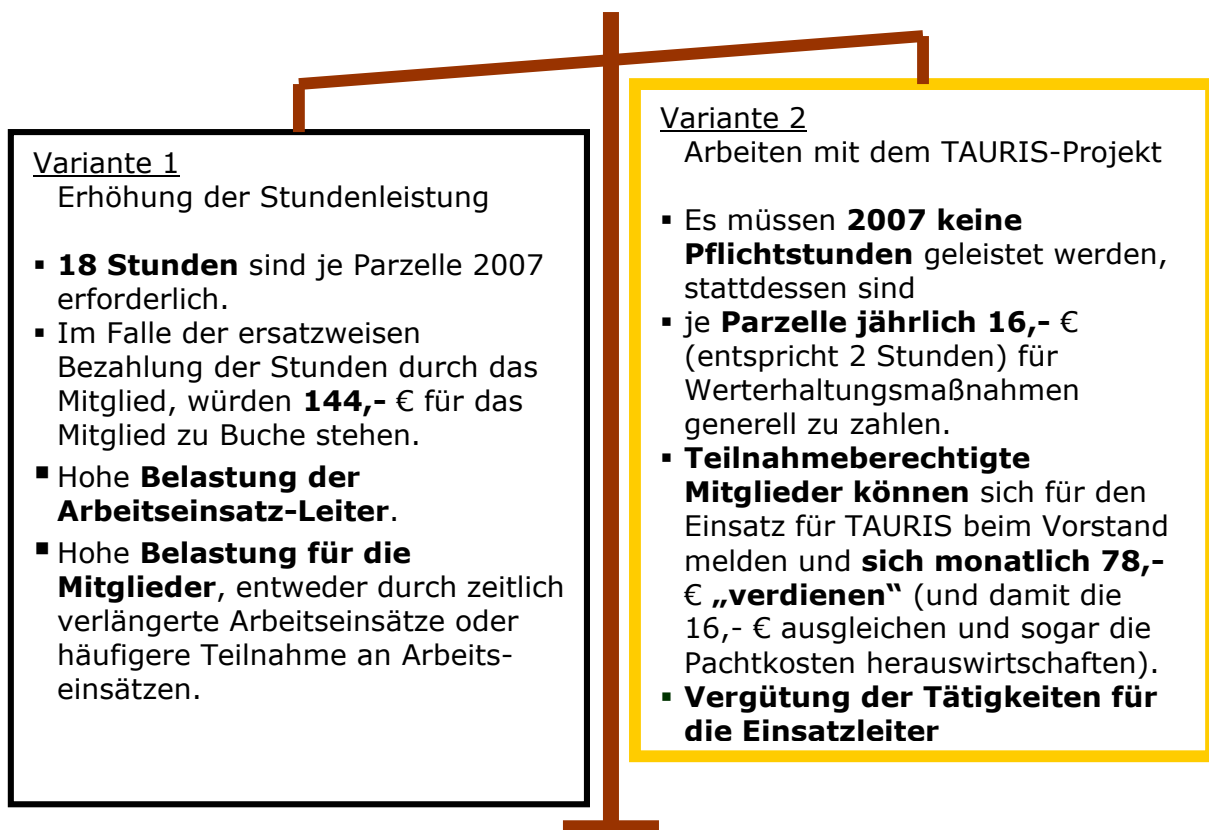 Variante 1
Erhöhung der Stundenleistung
▪ 18 Stunden sind je Parzelle 2007
erforderlich.
▪ Im Falle der ersatzweisen
Bezahlung der Stunden durch das
Mitglied, würden 144,- € für das
Mitglied zu Buche stehen.
▪ Hohe Belastung der
Arbeitseinsatz-Leiter.
▪ Hohe Belastung für die
Mitglieder, entweder durch zeitlich
verlängerte Arbeitseinsätze oder
häufigere Teilnahme an Arbeits-
einsätzen.
Variante 2
Arbeiten mit dem TAURIS-Projekt
▪ Es müssen 2007 keine
Pflichtstunden geleistet werden,
stattdessen sind
▪ je Parzelle jährlich 16,- €
(entspricht 2 Stunden) für
Werterhaltungsmaßnahmen
generell zu zahlen.
▪ Teilnahmeberechtigte
Mitglieder können sich für den
Einsatz für TAURIS beim Vorstand
melden und sich monatlich 78,-
€ „verdienen“ (und damit die
16,- € ausgleichen und sogar die
Pachtkosten herauswirtschaften).
▪ Vergütung der Tätigkeiten für
die Einsatzleiter